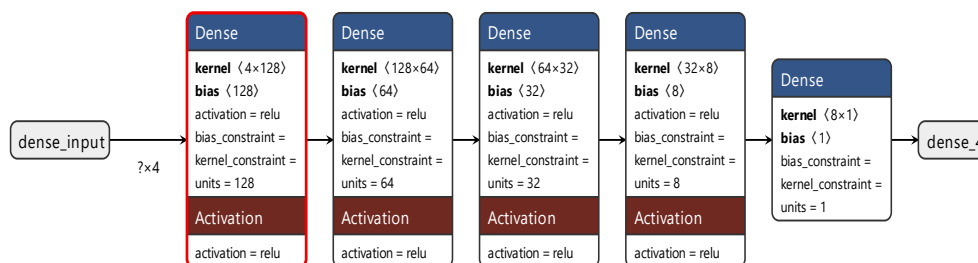 dense_input
?×4
Dense
kernel 〈4×128〉
bias 〈128〉
activation = relu
bias_constraint =
kernel_constraint =
units = 128
Activation
activation = relu
Dense
kernel 〈128×64〉
bias 〈64〉
activation = relu
bias_constraint =
kernel_constraint =
units = 64
Activation
activation = relu
Dense
kernel 〈64×32〉
bias 〈32〉
activation = relu
bias_constraint =
kernel_constraint =
units = 32
Activation
activation = relu
Dense
kernel 〈32×8〉
bias 〈8〉
activation = relu
bias_constraint =
kernel_constraint =
units = 8
Activation
activation = relu
Dense
kernel 〈8×1〉
bias 〈1〉
bias_constraint =
kernel_constraint =
units = 1
dense_4